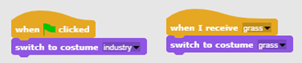 when clicked
switch to costume industry
when I receive grass
switch to costume grass